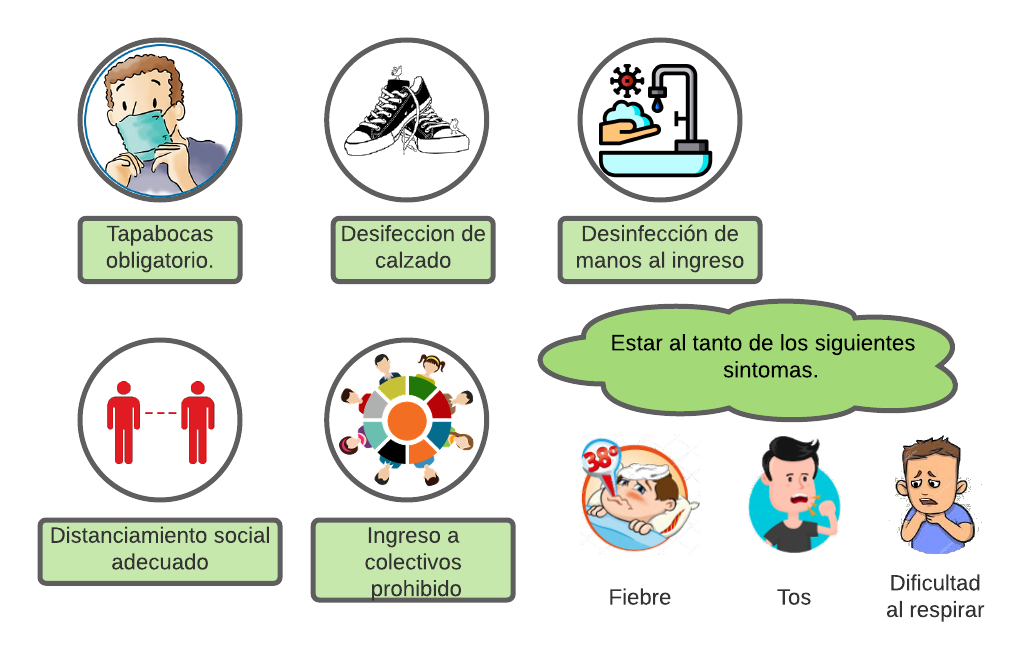 Tapabocas
obligatorio.
Desifeccion de
calzado
Desinfección de
manos al ingreso
Distanciamiento social
adecuado
Ingreso a
colectivos
prohibido
Estar al tanto de los siguientes
sintomas.
38º
Fiebre
Tos
Dificultad
al respirar